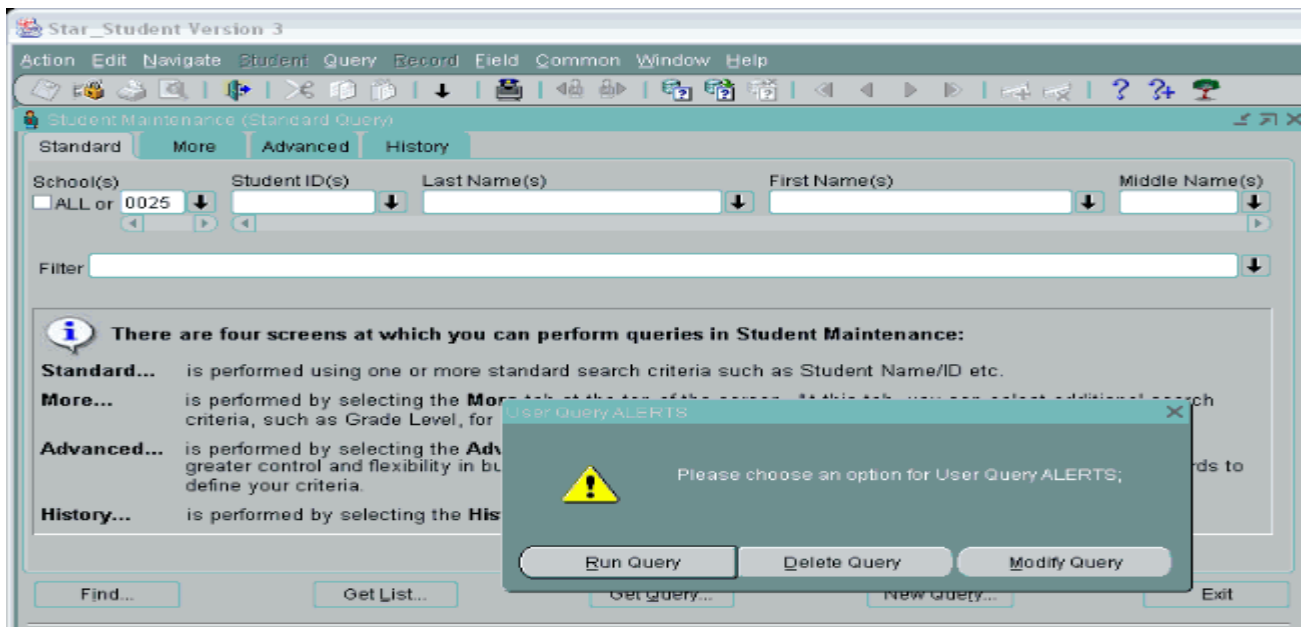 Star_Student Version 3
Action Edit Navigate Student Query Record Field Common Window Help
Student Maintenance (Standard Query)
Standard More Advanced History
School(s) Student ID(s) Last Name(s) First Name(s) Middle Name(s)
ALL or 0025
Filter
There are four screens at which you can perform queries in Student Maintenance:
Standard... is performed using one or more standard search criteria such as Student Name/ID etc.
More... is performed by selecting the More tab at the top of the screen. At this tab, you can select additional search
criteria, such as Grade Level, for
Advanced... is performed by selecting the Adv
greater control and flexibility in bu rds to
define your criteria.
History... is performed by selecting the His
User Query ALERTS
Please choose an option for User Query ALERTS;
Run Query Delete Query Modify Query
Find... Get List... Get Query... New Query... Exit